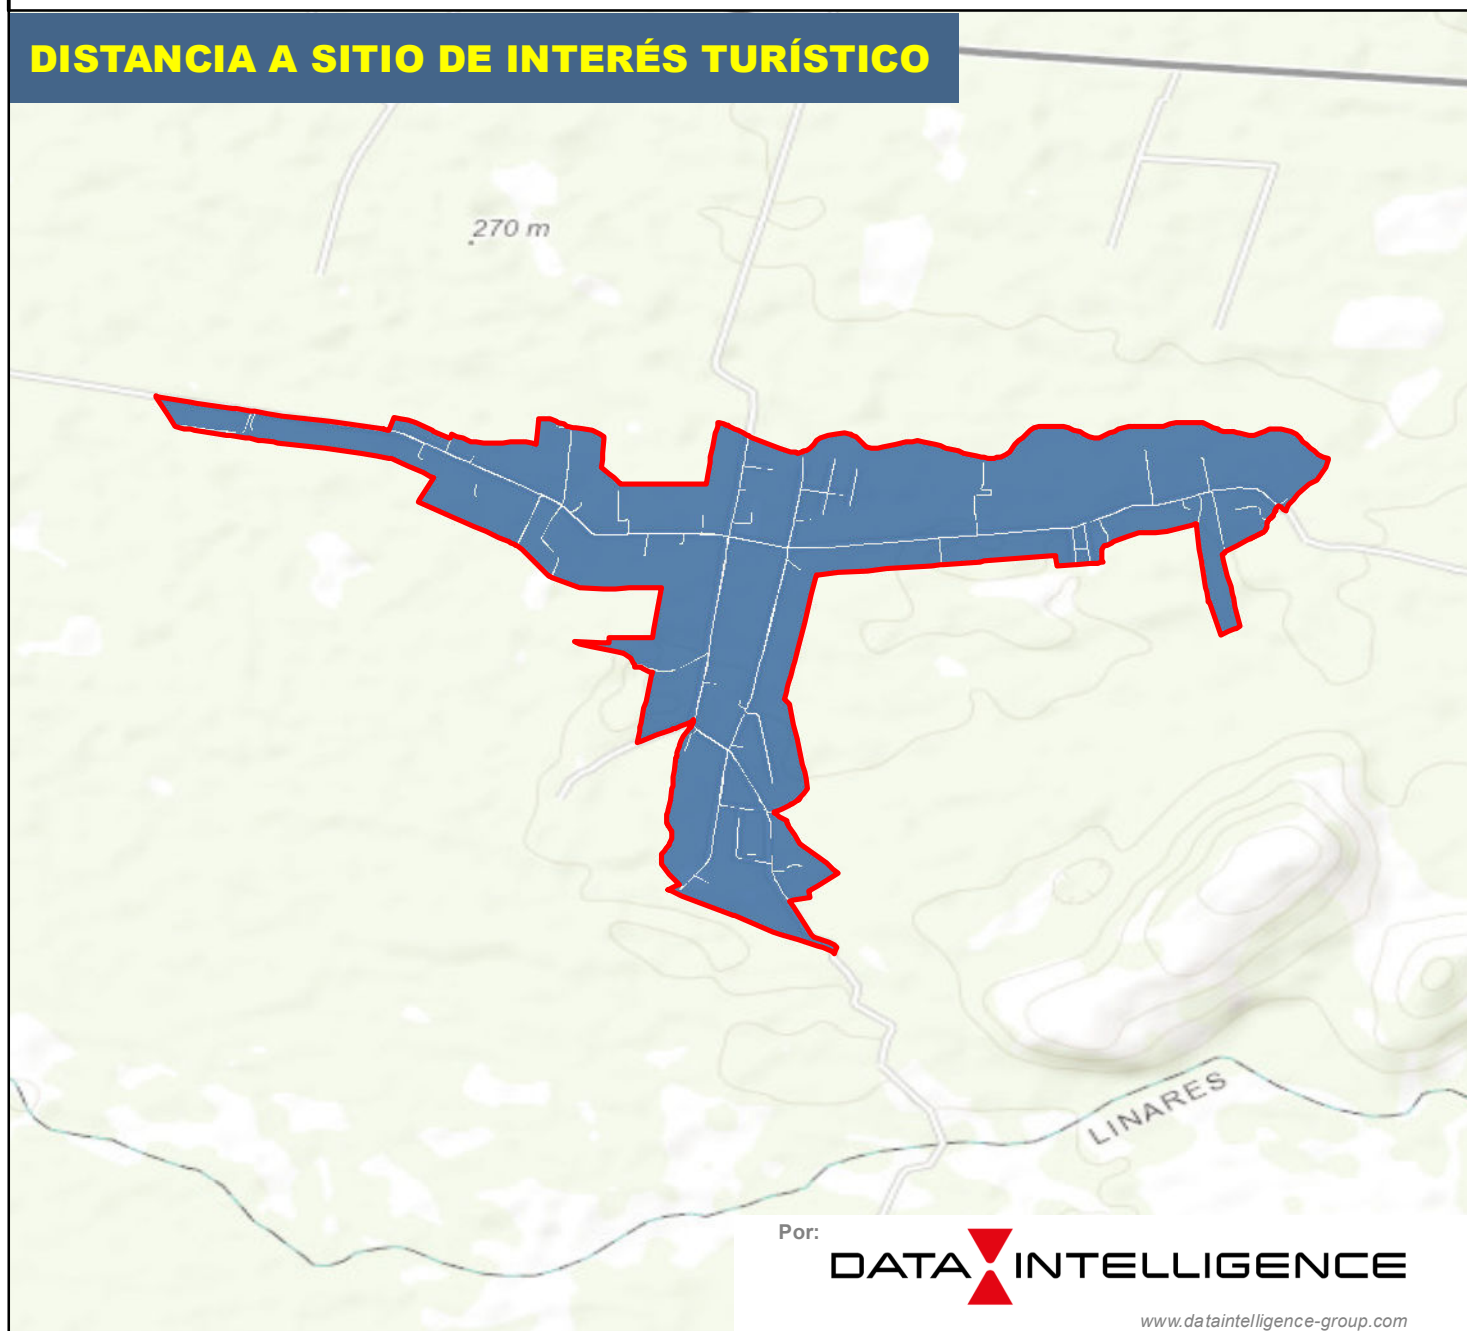 DISTANCIA A SITIO DE INTERÉS TURÍSTICO
270 m
LINARES
Por:
DATA INTELLIGENCE
www.dataintelligence-group.com